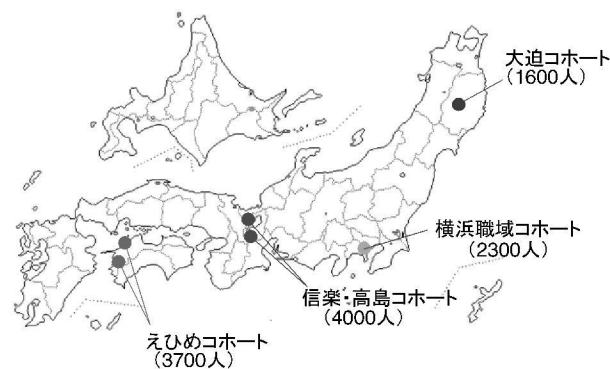 大迫コホート
（1600人）
横浜職域コホート
（2300人）
信楽・高島コホート
（4000人）
えひめコホート
（3700人）